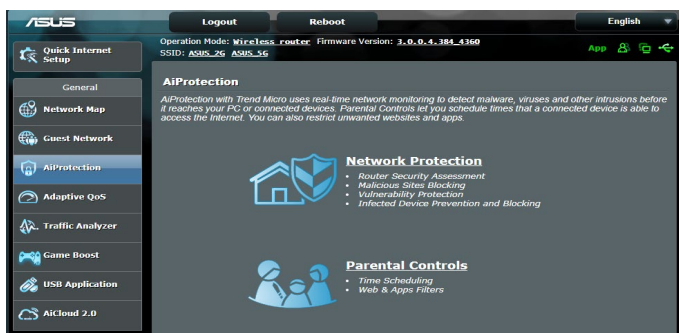 ASUS
Logout
Reboot
English
Quick Internet
Setup
Operation Mode: Wireless router Firmware Version: 3.0.0.4.384_4360
SSID: ASUS_2G ASUS_5G
App
General
Network Map
Guest Network
AiProtection
Adaptive QoS
Traffic Analyzer
Game Boost
USB Application
AiCloud 2.0
AiProtection
AiProtection with Trend Micro uses real-time network monitoring to detect malware, viruses and other intrusions before
it reaches your PC or connected devices. Parental Controls let you schedule times that a connected device is able to
access the Internet. You can also restrict unwanted websites and apps.
Network Protection
• Router Security Assessment
• Malicious Sites Blocking
• Vulnerability Protection
• Infected Device Prevention and Blocking
Parental Controls
• Time Scheduling
• Web & Apps Filters